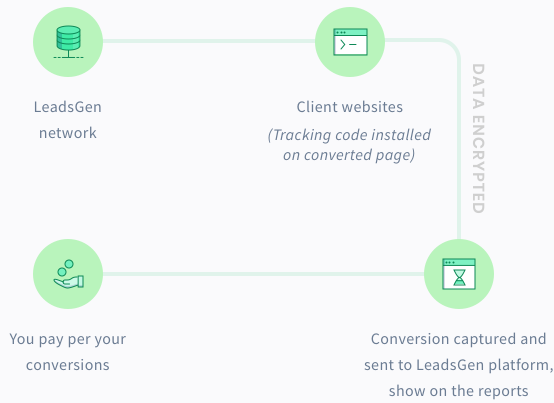 LeadsGen
network
Client websites
(Tracking code installed
on converted page)
DATA ENCRYPTED
You pay per your
conversions
Conversion captured and
sent to LeadsGen platform,
show on the reports